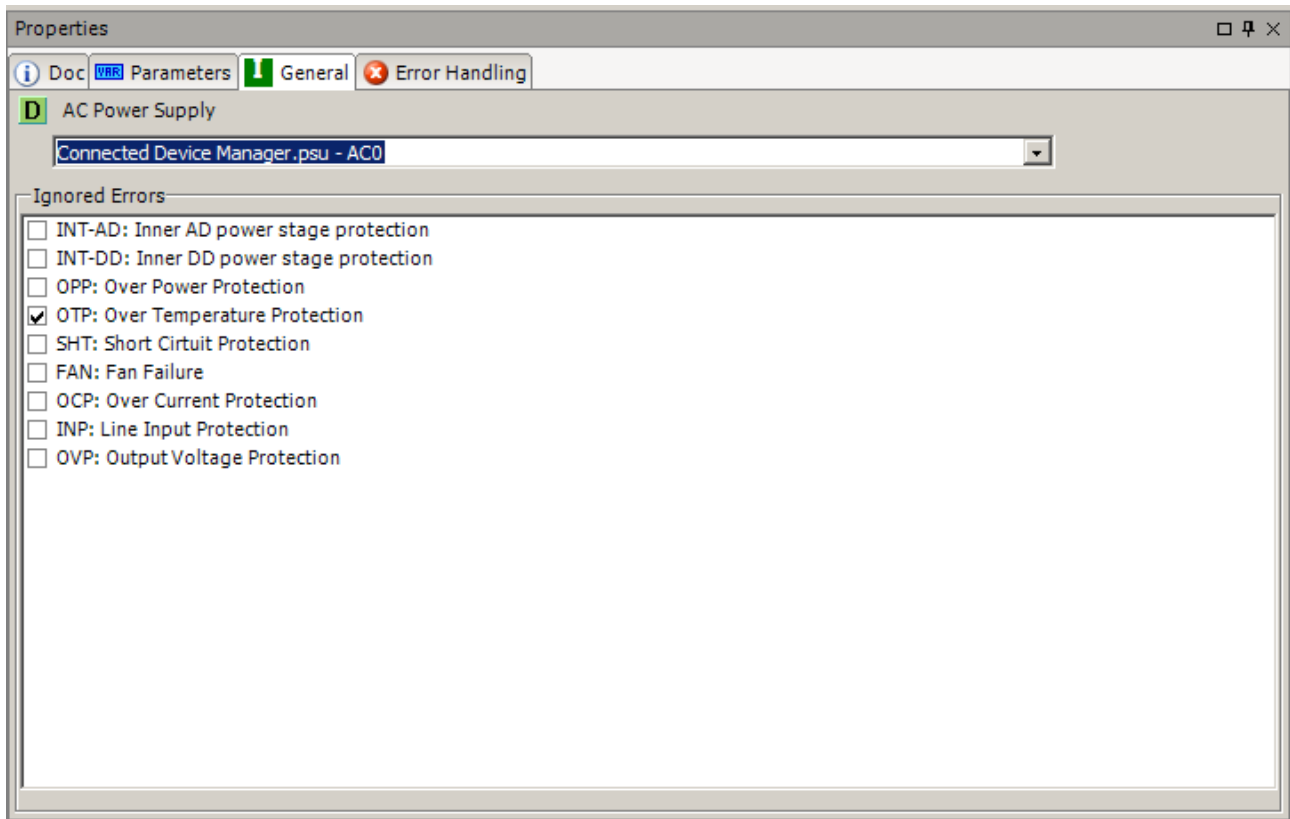 Properties
Doc VAR Parameters I General Error Handling
D AC Power Supply
Connected Device Manager.psu - AC0
Ignored Errors
INT-AD: Inner AD power stage protection
INT-DD: Inner DD power stage protection
OPP: Over Power Protection
OTP: Over Temperature Protection
SHT: Short Cirtuit Protection
FAN: Fan Failure
OCP: Over Current Protection
INP: Line Input Protection
OVP: Output Voltage Protection